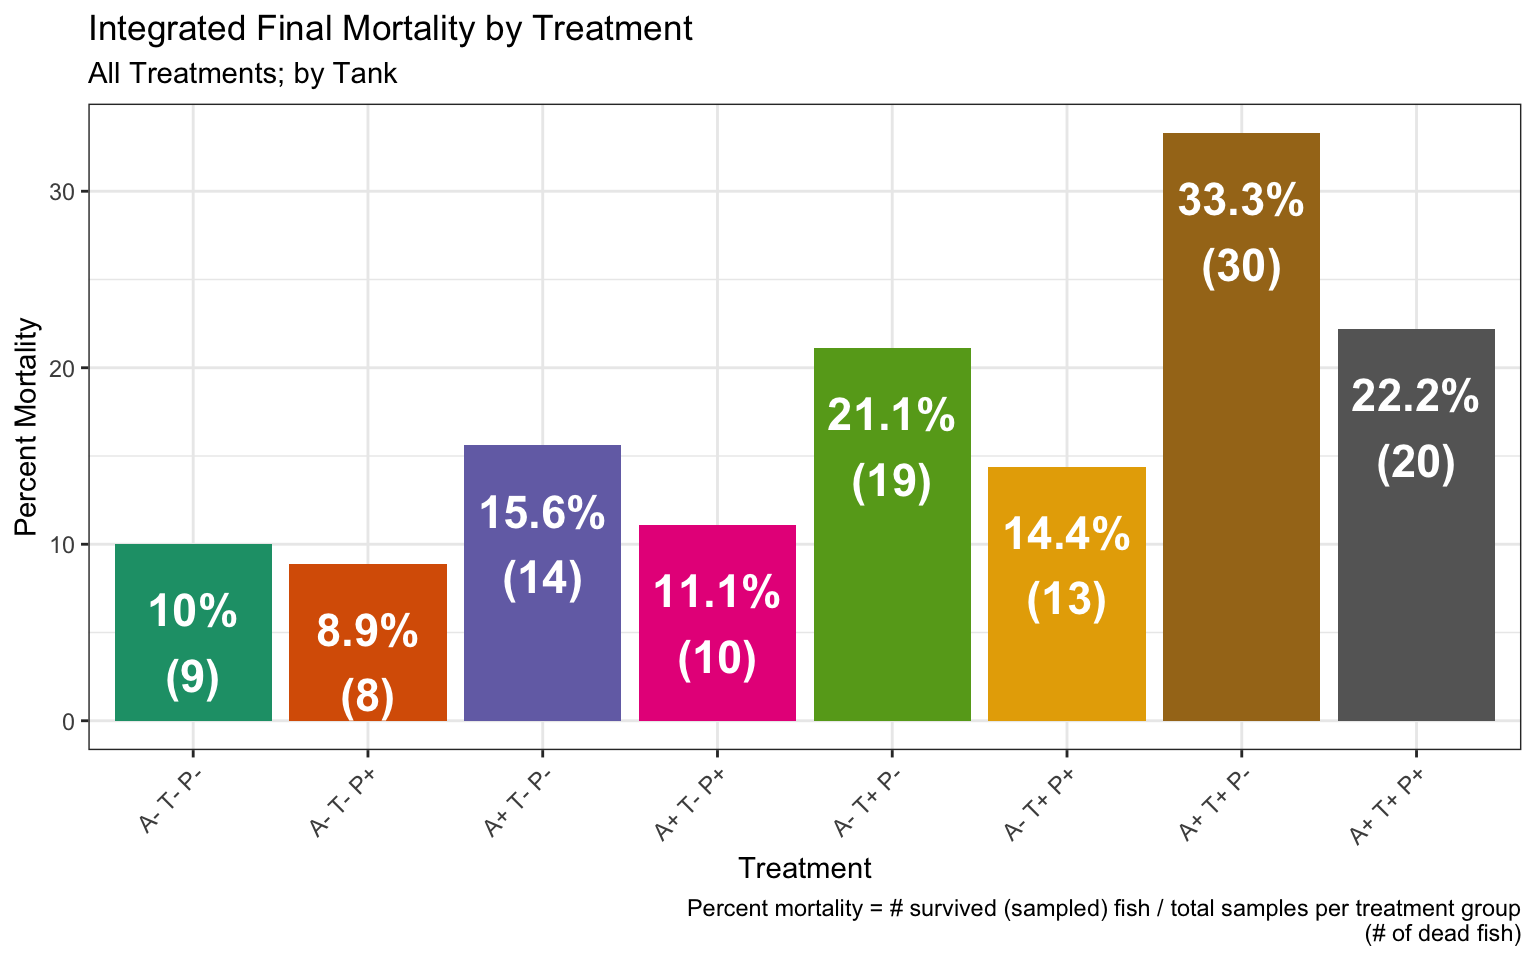 Integrated Final Mortality by Treatment
All Treatments; by Tank
Percent Mortality
30
20
10
0
10%
(9)
8.9%
(8)
15.6%
(14)
11.1%
(10)
21.1%
(19)
14.4%
(13)
33.3%
(30)
22.2%
(20)
A- T- P-
A- T- P+
A+ T- P-
A+ T- P+
A- T+ P-
A- T+ P+
A+ T+ P-
A+ T+ P+
Treatment
Percent mortality = # survived (sampled) fish / total samples per treatment group
(# of dead fish)